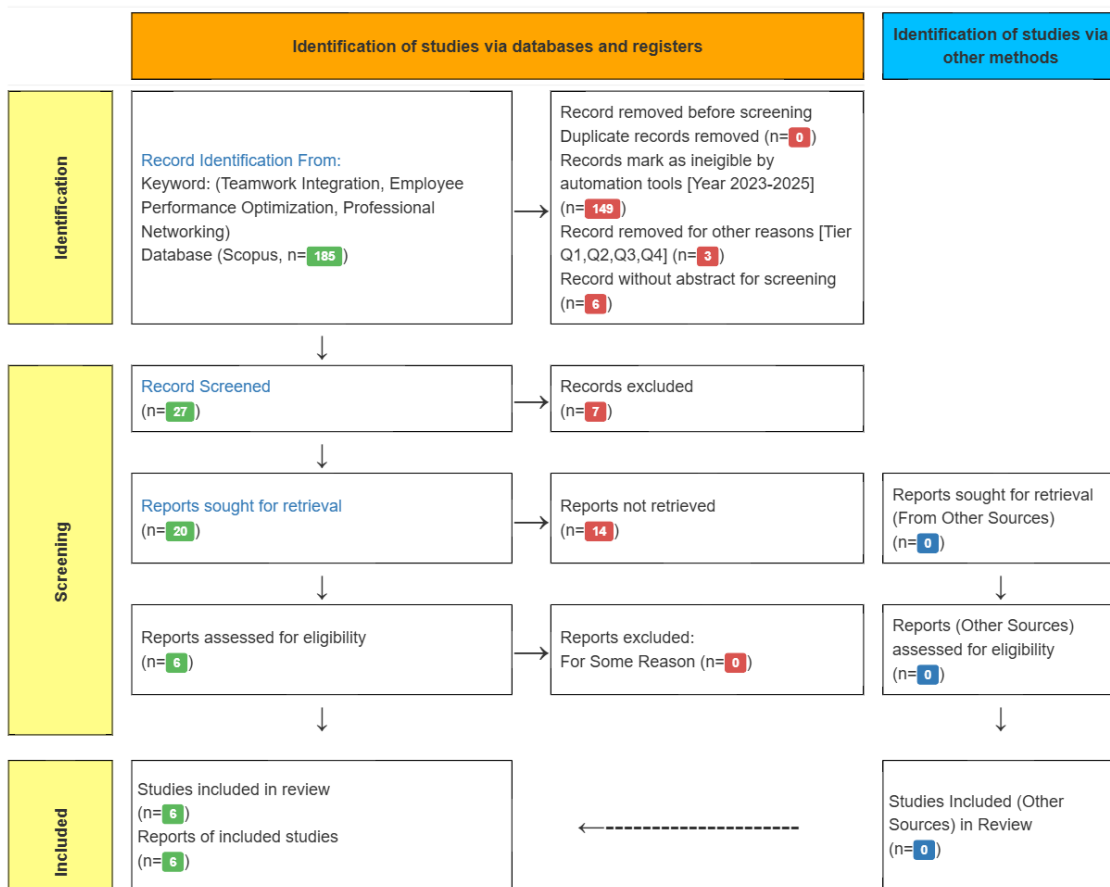 Identification of studies via databases and registers
Identification of studies via
other methods
Identification
Record Identification From:
Keyword: (Teamwork Integration, Employee
Performance Optimization, Professional
Networking)
Database (Scopus, n= 185 )
Record removed before screening
Duplicate records removed (n= 0 )
Records mark as ineigible by
automation tools [Year 2023-2025]
(n= 149 )
Record removed for other reasons [Tier
Q1,Q2,Q3,Q4] (n= 3 )
Record without abstract for screening
(n= 6 )
Screening
Record Screened
(n= 27 )
Records excluded
(n= 7 )
Reports sought for retrieval
(n= 20 )
Reports not retrieved
(n= 14 )
Reports sought for retrieval
(From Other Sources)
(n= 0 )
Reports assessed for eligibility
(n= 6 )
Reports excluded:
For Some Reason (n= 0 )
Reports (Other Sources)
assessed for eligibility
(n= 0 )
Included
Studies included in review
(n= 6 )
Reports of included studies
(n= 6 )
Studies Included (Other
Sources) in Review
(n= 0 )